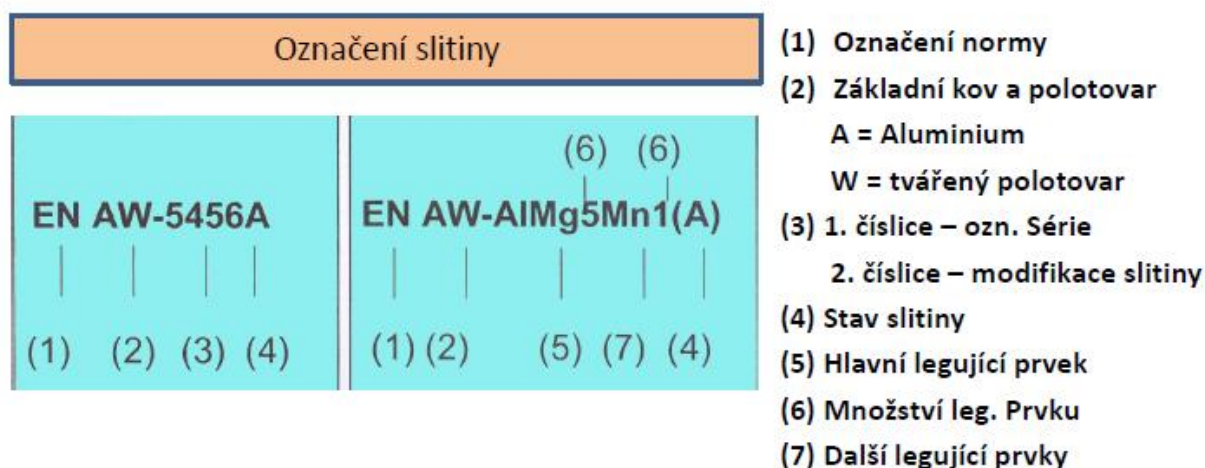 Označení slitiny
(6) (6)
EN AW-5456A
EN AW-AlMg5Mn1(A)
(1) (2) (3) (4)
(1) (2) (5) (7) (4)
(1) Označení normy
(2) Základní kov a polotovar
A = Aluminium
W = tvářený polotovar
(3) 1. číslice – ozn. Série
2. číslice – modifikace slitiny
(4) Stav slitiny
(5) Hlavní legující prvek
(6) Množství leg. Prvku
(7) Další legující prvky